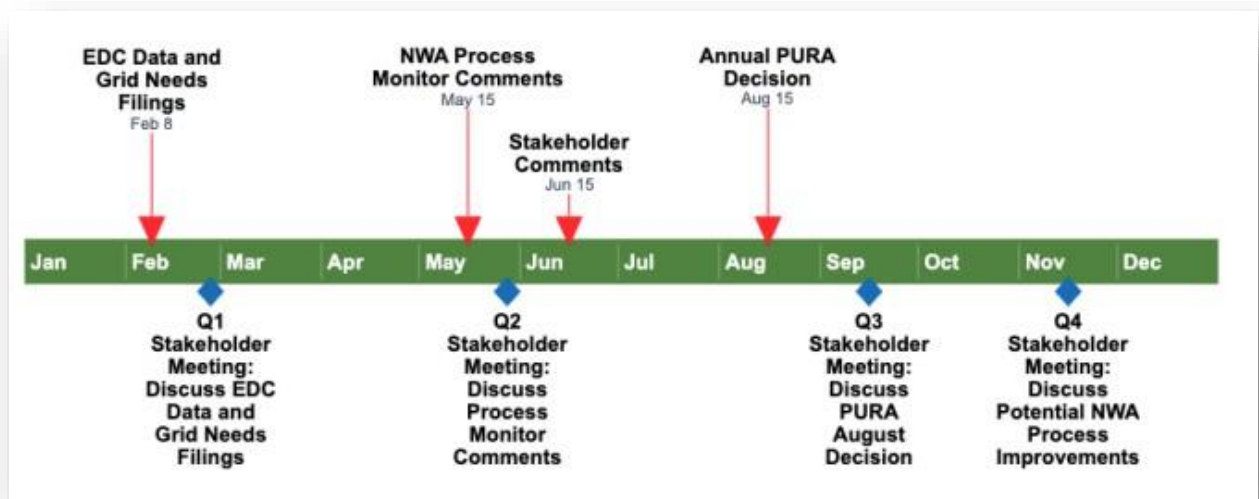 EDC Data and
Grid Needs
Filings
Feb 8
NWA Process
Monitor Comments
May 15
Stakeholder
Comments
Jun 15
Annual PURA
Decision
Aug 15
Jan Feb Mar Apr May Jun Jul Aug Sep Oct Nov Dec
Q1
Stakeholder
Meeting:
Discuss EDC
Data and
Grid Needs
Filings
Q2
Stakeholder
Meeting:
Discuss
Process
Monitor
Comments
Q3
Stakeholder
Meeting:
Discuss
PURA
August
Decision
Q4
Stakeholder
Meeting:
Discuss
Potential NWA
Process
Improvements